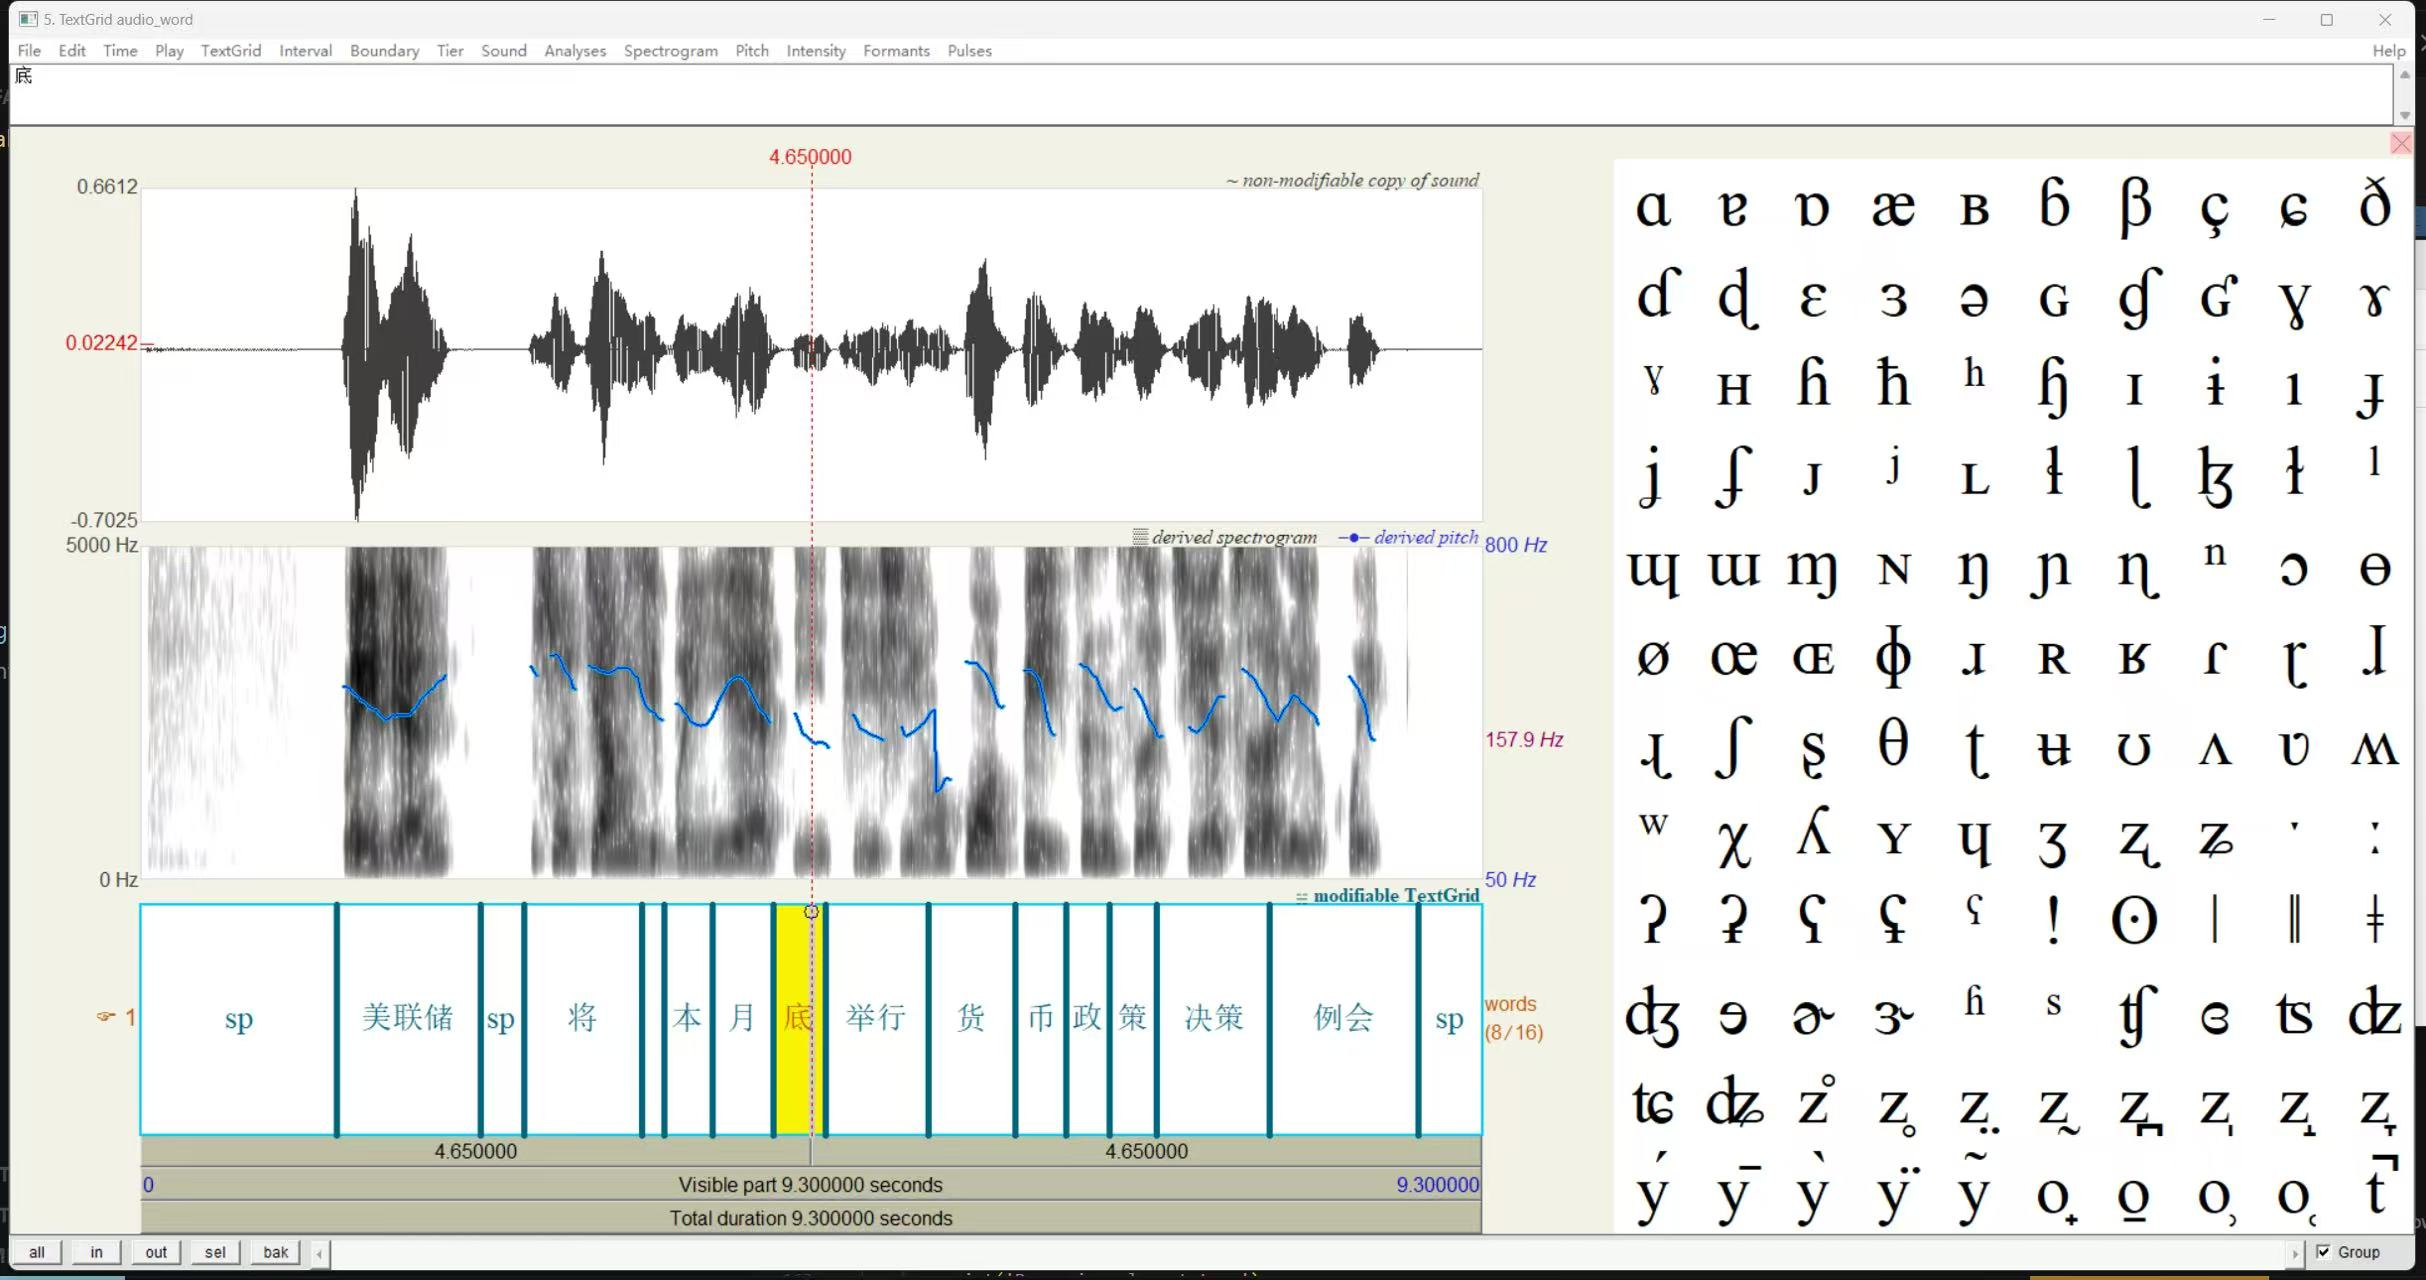 5. TextGrid audio_word
File Edit Time Play TextGrid Interval Boundary Tier Sound Analyses Spectrogram Pitch Intensity Formants Pulses Help
底
4.650000
0.6612
~ non-modifiable copy of sound
0.02242
-0.7025
derived spectrogram derived pitch
5000 Hz
800 Hz
157.9 Hz
0 Hz
50 Hz
modifiable TextGrid
1 sp 美联储 sp 将 本 月 底 举行 货 币 政 策 决策 例会 sp
words
(8/16)
4.650000 4.650000
0 Visible part 9.300000 seconds 9.300000
Total duration 9.300000 seconds
all in out sel bak Group
ɑ ɐ ɒ æ ʙ ɓ β ç ɕ ð
ɗ ɖ ɛ ɜ ə ɢ ɠ ʛ ɣ ɤ
ˠ ʜ ɦ ħ ʰ ɧ ɪ ɨ ı ɟ
ʝ ʄ ᴊ ʲ ʟ ɫ ɭ ɮ ɬ ˡ
ɰ ɯ ɱ ɴ ŋ ɲ ɳ ⁿ ɔ ɵ
ø œ ɶ ɸ ɹ ʀ ʁ ɾ ɽ ɺ
ɻ ʃ ʂ θ ʈ ʉ ʊ ʌ ʋ ʍ
ʷ χ ʎ ʏ ɥ ʒ ʐ ʑ ˑ ː
ʔ ʡ ʕ ʢ ˤ ! ʘ ǀ ǁ ǂ
ʤ ɘ ɚ ɝ ʱ ˢ ʧ ɞ ʦ ʣ
ʨ ʥ z̊ z̥ z̤ z̰ z̺ z̩ z̝ z̞
ý ȳ ỳ ÿ ỹ o̟ o̠ o̹ o̜ t̚